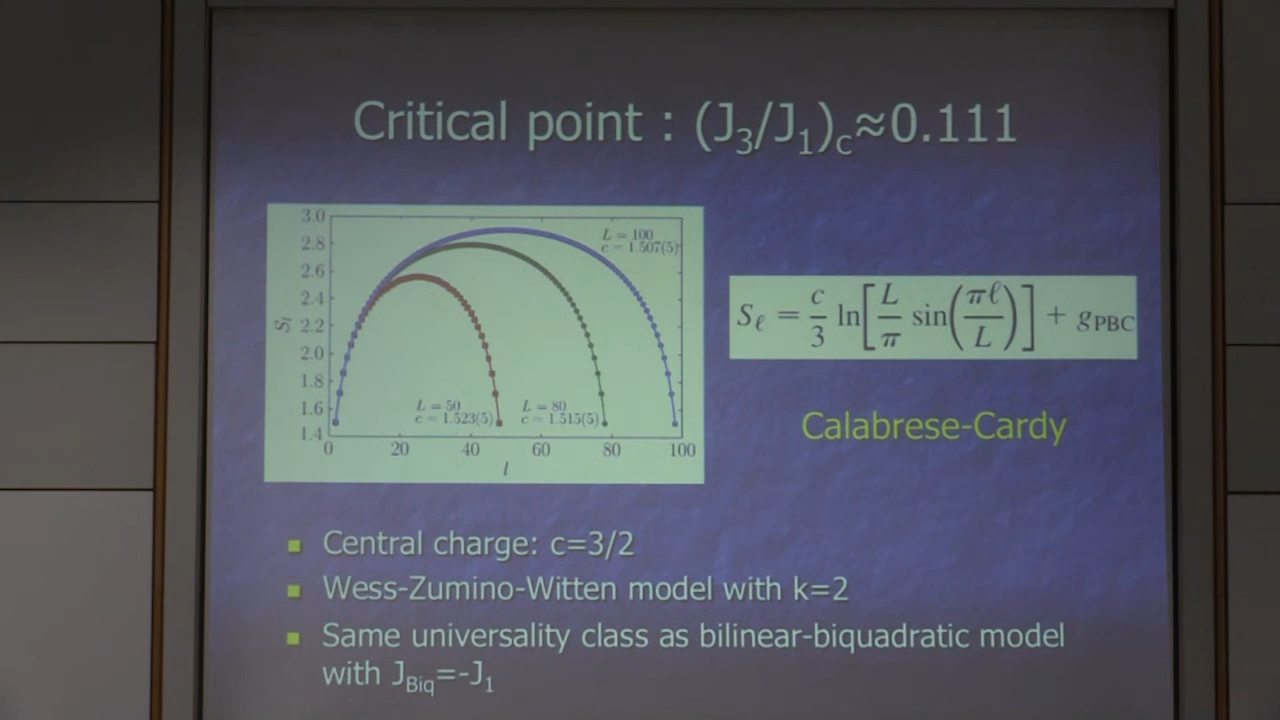 Critical point : (J₃/J₁)c≈0.111
3.0
2.8
2.6
2.4
2.2
2.0
1.8
1.6
1.4
Sl
L = 100
c = 1.507(5)
L = 50
c = 1.523(5)
L = 80
c = 1.515(5)
0 20 40 60 80 100
l
Sℓ = c/3 ln[L/π sin(πℓ/L)] + gPBC
Calabrese-Cardy
Central charge: c=3/2
Wess-Zumino-Witten model with k=2
Same universality class as bilinear-biquadratic model
with JBiq=-J₁